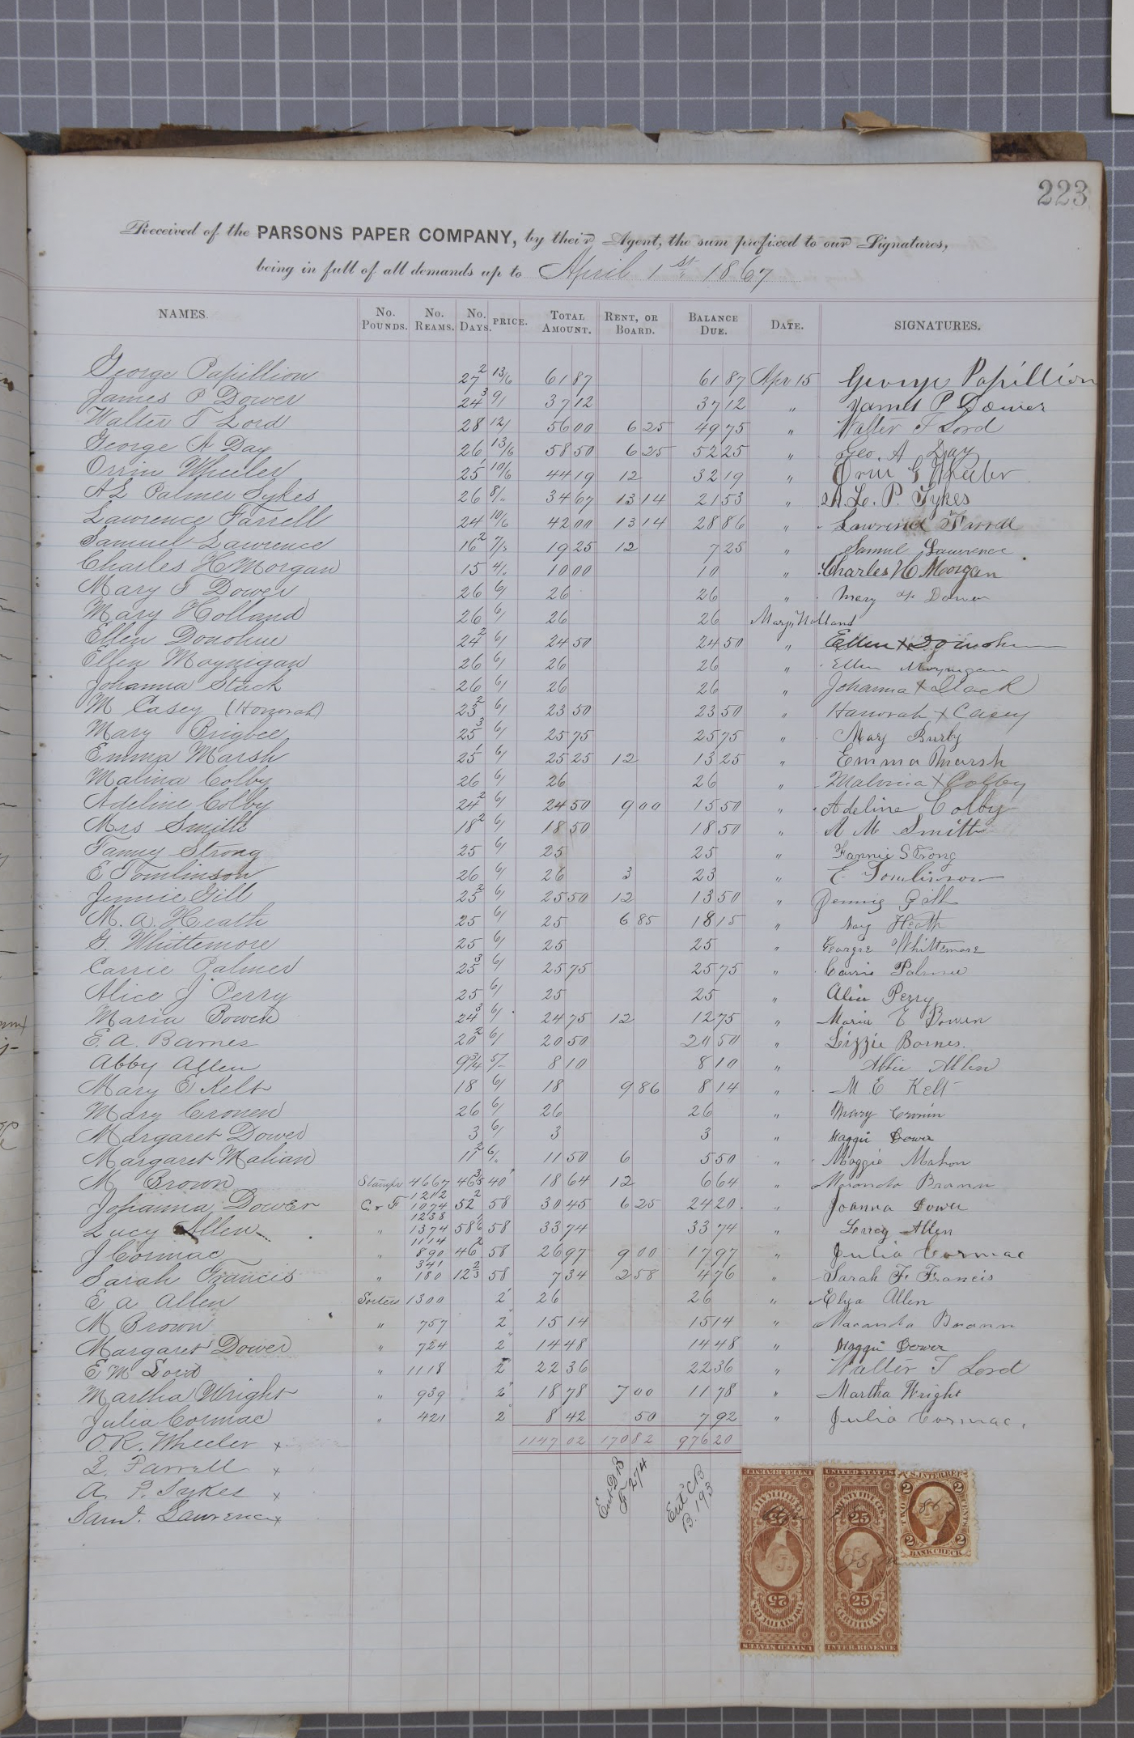 223
Received of the PARSONS PAPER COMPANY, by their Agent, the sum prefixed to our Signatures,
being in full of all demands up to April 1st 1867
NAMES. No. POUNDS. No. REAMS. No. DAYS. PRICE. TOTAL AMOUNT. RENT, OR BOARD. BALANCE DUE. DATE. SIGNATURES.
George Papillion 27 2 13/6 61 87 61 87 Apr 15 George Papillion
James P Dower 24 3 9/ 37 12 37 12 " James P Dower
Walter T Lord 28 12/ 56 00 6 25 49 75 " Walter T Lord
George A Day 26 13/6 58 50 6 25 52 25 " Geo. A Day
Orrin Wheeler 25 1 10/6 44 19 12 32 19 " Orrin G Wheeler
A L Palmer Sykes 26 8/- 34 67 13 14 21 53 " A. L. P. Sykes
Lawrence Farrell 24 10/6 42 00 13 14 28 86 " Lawrence Farrell
Samuel Lawrence 16 2 7/- 19 25 12 7 25 " Samuel Lawrence
Charles H Morgan 15 4/- 10 00 10 " Charles H Morgan
Mary T Dower 26 6/ 26 26 " Mary T Dower
Mary Holland 26 6/ 26 26 Mary Holland
Ellen Donohue 24 2 6/ 24 50 24 50 " Ellen X Donohue
Ellen Moynigan 26 6/ 26 26 " Ellen Moynigan
Johanna Stack 26 6/ 26 26 " Johanna X Stack
M Casey (Honorah) 23 2 6/ 23 50 23 50 " Hanorah X Casey
Mary Brigbee 25 3 6/ 25 75 25 75 " Mary Burby
Emma Marsh 25 1 6/ 25 25 12 13 25 " Emma Marsh
Malina Colby 26 6/ 26 26 " Malvina X Colby
Adeline Colby 24 2 6/ 24 50 9 00 15 50 " Adeline Colby
Mrs Smith 18 2 6/ 18 50 18 50 " A M Smith
Fanney Strong 25 6/ 25 25 " Fannie Strong
E Tomlinson 26 6/ 26 3 23 " E Tomlinson
Jennie Gill 25 2 6/ 25 50 12 13 50 " Jennie Gill
M. A. Heath 25 6/ 25 6 85 18 15 " Mary Heath
G. Whittemore 25 6/ 25 25 " Georgie Whittemore
Carrie Palmer 25 3 6/ 25 75 25 75 " Carrie Palmer
Alice J Perry 25 6/ 25 25 " Alice Perry
Maria Bowen 24 3 6/ 24 75 12 12 75 " Maria E Bowen
E. A. Barnes 20 2 6/ 20 50 20 50 " Lizzie Barnes.
Abby Allen 9 3/4 5/- 8 10 8 10 " Abbie Allen
Mary E Kelt 18 6/ 18 9 86 8 14 " M E Kelt
Mary Cronen 26 6/ 26 26 " Mary Cronin
Margaret Dower 3 6/ 3 3 " Maggie Dower
Margaret Mahan 11 2 6/- 11 50 6 5 50 " Maggie Mahon
M Brown Stamps 4667 46 3/5 40 18 64 12 6 64 " Maranda Brown
Johanna Dower C & F 1212 1074 52 2 58 30 45 6 25 24 20 " Joanna Dower
Lucy Allen " 1238 1374 58 58 33 74 33 74 " Lucy Allen
J Cormac " 1114 890 46 2 58 26 97 9 00 17 97 " Julia Cormac
Sarah Francis " 341 180 12 2/3 58 7 34 2 58 4 76 " Sarah F. Francis
E A Allen Sorters 1300 2 26 26 " Eliza Allen
M Brown " 757 2 15 14 15 14 " Maranda Brown
Margaret Dower " 724 2 14 48 14 48 " Maggie Dower
E M Lord " 1118 2 22 36 22 36 " Walter T Lord
Martha Wright " 939 2 18 78 7 00 11 78 " Martha Wright
Julia Cormac " 421 2 8 42 50 7 92 " Julia Cormac.
O. R. Wheeler x 1147 02 170 82 976 20
L. Farrell x
A. P. Sykes x
Saml. Lawrence x
Ent D B F 274
Ent C B B. 193
UNITED STATES
25 25
CERTIFICATE
INTER. REVENUE
U.S. INTER. REV.
2 2
BANK CHECK